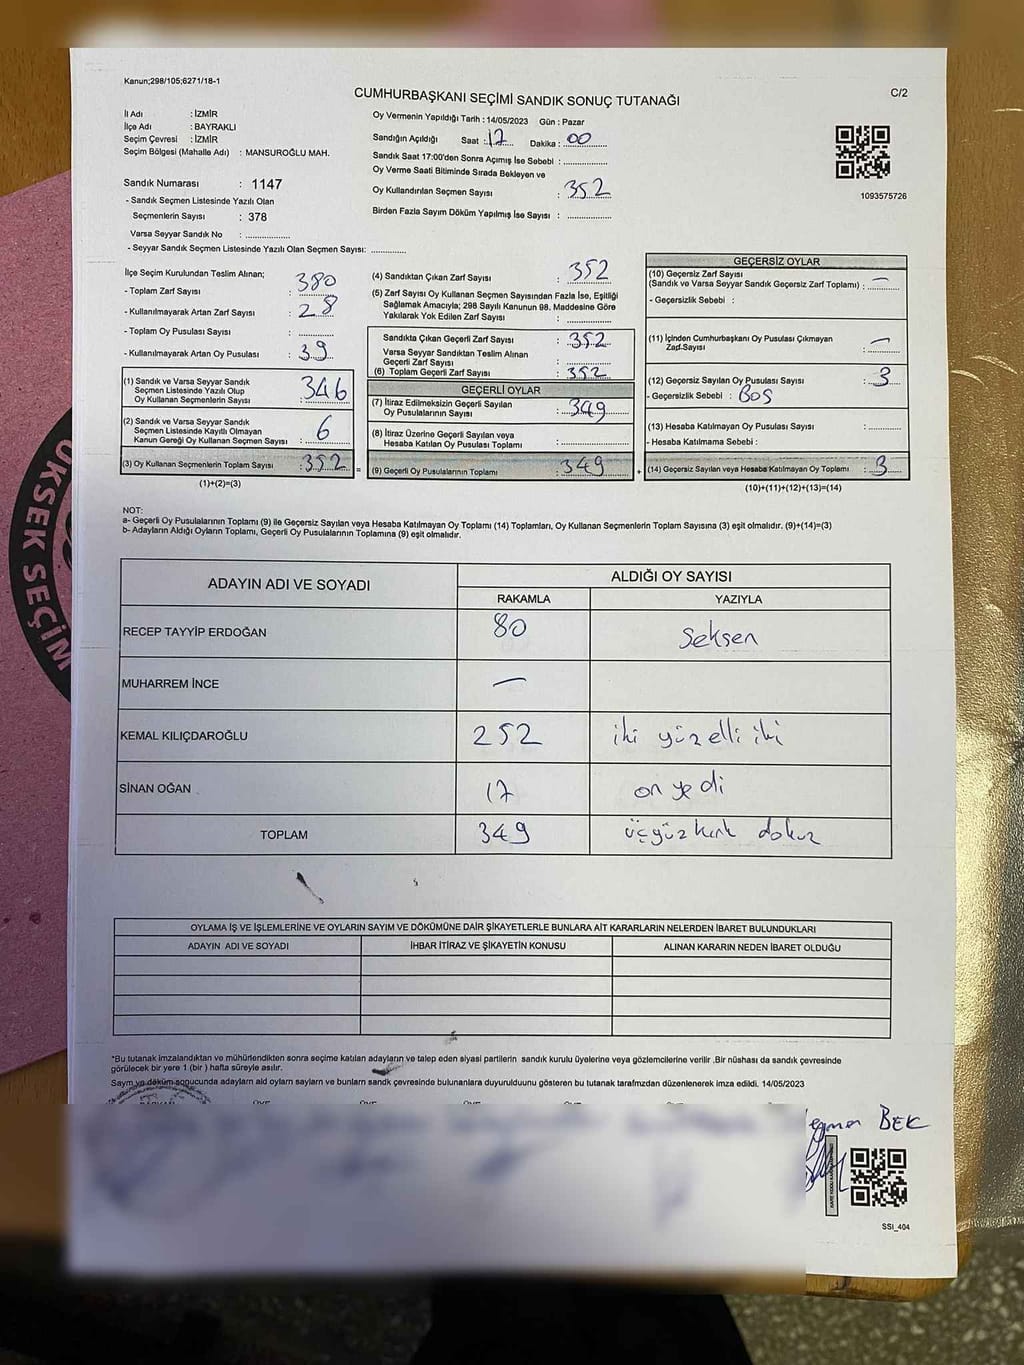 Kanun;298/105;6271/18-1
CUMHURBAŞKANI SEÇİMİ SANDIK SONUÇ TUTANAĞI
C/2
İl Adı : İZMİR
İlçe Adı : BAYRAKLI
Seçim Çevresi : İZMİR
Seçim Bölgesi (Mahalle Adı) : MANSUROĞLU MAH.
Sandık Numarası : 1147
- Sandık Seçmen Listesinde Yazılı Olan
Seçmenlerin Sayısı : 378
Varsa Seyyar Sandık No : ..............
- Seyyar Sandık Seçmen Listesinde Yazılı Olan Seçmen Sayısı: ............
Oy Vermenin Yapıldığı Tarih : 14/05/2023 Gün : Pazar
Sandığın Açıldığı Saat : 17 Dakika : 00
Sandık Saat 17:00'den Sonra Açımış İse Sebebi : ..............
Oy Verme Saati Bitiminde Sırada Bekleyen ve
Oy Kullandırılan Seçmen Sayısı : 352
Birden Fazla Sayım Döküm Yapılmış İse Sayısı : ..............
1093575726
İlçe Seçim Kurulundan Teslim Alınan;
- Toplam Zarf Sayısı : 380
- Kullanılmayarak Artan Zarf Sayısı : 28
- Toplam Oy Pusulası Sayısı : ............
- Kullanılmayarak Artan Oy Pusulası : 39
(1) Sandık ve Varsa Seyyar Sandık
Seçmen Listesinde Yazılı Olup
Oy Kullanan Seçmenlerin Sayısı : 346
(2) Sandık ve Varsa Seyyar Sandık
Seçmen Listesinde Kayıtlı Olmayan
Kanun Gereği Oy Kullanan Seçmen Sayısı : 6
(3) Oy Kullanan Seçmenlerin Toplam Sayısı : 352
(1)+(2)=(3)
(4) Sandıktan Çıkan Zarf Sayısı : 352
(5) Zarf Sayısı Oy Kullanan Seçmen Sayısından Fazla İse, Eşitliği
Sağlamak Amacıyla; 298 Sayılı Kanunun 98. Maddesine Göre
Yakılarak Yok Edilen Zarf Sayısı : ..............
Sandıkta Çıkan Geçerli Zarf Sayısı : 352
Varsa Seyyar Sandıktan Teslim Alınan
Geçerli Zarf Sayısı : ..............
(6) Toplam Geçerli Zarf Sayısı : 352
GEÇERLİ OYLAR
(7) İtiraz Edilmeksizin Geçerli Sayılan
Oy Pusulalarının Sayısı : 349
(8) İtiraz Üzerine Geçerli Sayılan veya
Hesaba Katılan Oy Pusulası Toplamı : ..............
= (9) Geçerli Oy Pusulalarının Toplamı : 349 +
GEÇERSİZ OYLAR
(10) Geçersiz Zarf Sayısı
(Sandık ve Varsa Seyyar Sandık Geçersiz Zarf Toplamı) : —
- Geçersizlik Sebebi :
(11) İçinden Cumhurbaşkanı Oy Pusulası Çıkmayan
Zarf Sayısı : —
(12) Geçersiz Sayılan Oy Pusulası Sayısı : 3
- Geçersizlik Sebebi : BOŞ
(13) Hesaba Katılmayan Oy Pusulası Sayısı : ..........
- Hesaba Katılmama Sebebi :
(14) Geçersiz Sayılan veya Hesaba Katılmayan Oy Toplamı : 3
(10)+(11)+(12)+(13)=(14)
NOT:
a- Geçerli Oy Pusulalarının Toplamı (9) ile Geçersiz Sayılan veya Hesaba Katılmayan Oy Toplamı (14) Toplamları, Oy Kullanan Seçmenlerin Toplam Sayısına (3) eşit olmalıdır. (9)+(14)=(3)
b- Adayların Aldığı Oyların Toplamı, Geçerli Oy Pusulalarının Toplamına (9) eşit olmalıdır.
ADAYIN ADI VE SOYADI ALDIĞI OY SAYISI
RAKAMLA YAZIYLA
RECEP TAYYİP ERDOĞAN 80 Seksen
MUHARREM İNCE —
KEMAL KILIÇDAROĞLU 252 iki yüzelli iki
SİNAN OĞAN 17 on yedi
TOPLAM 349 üçyüz kırk dokuz
OYLAMA İŞ VE İŞLEMLERİNE VE OYLARIN SAYIM VE DÖKÜMÜNE DAİR ŞİKAYETLERLE BUNLARA AİT KARARLARIN NELERDEN İBARET BULUNDUKLARI
ADAYIN ADI VE SOYADI İHBAR İTİRAZ VE ŞİKAYETİN KONUSU ALINAN KARARIN NEDEN İBARET OLDUĞU
*Bu tutanak imzalandıktan ve mühürlendikten sonra seçime katılan adayların ve talep eden siyasi partilerin sandık kurulu üyelerine veya gözlemcilerine verilir .Bir nüshası da sandık çevresinde
görülecek bir yere 1 (bir ) hafta süreyle asılır.
Sayım ve döküm sonucunda adayların ald oyların sayıları ve bunların sandk çevresinde bulunanlara duyurulduunu gösteren bu tutanak tarafmzdan düzenlenerek imza edildi. 14/05/2023
BEK
SSI_404
ÜKSEK SEÇİM